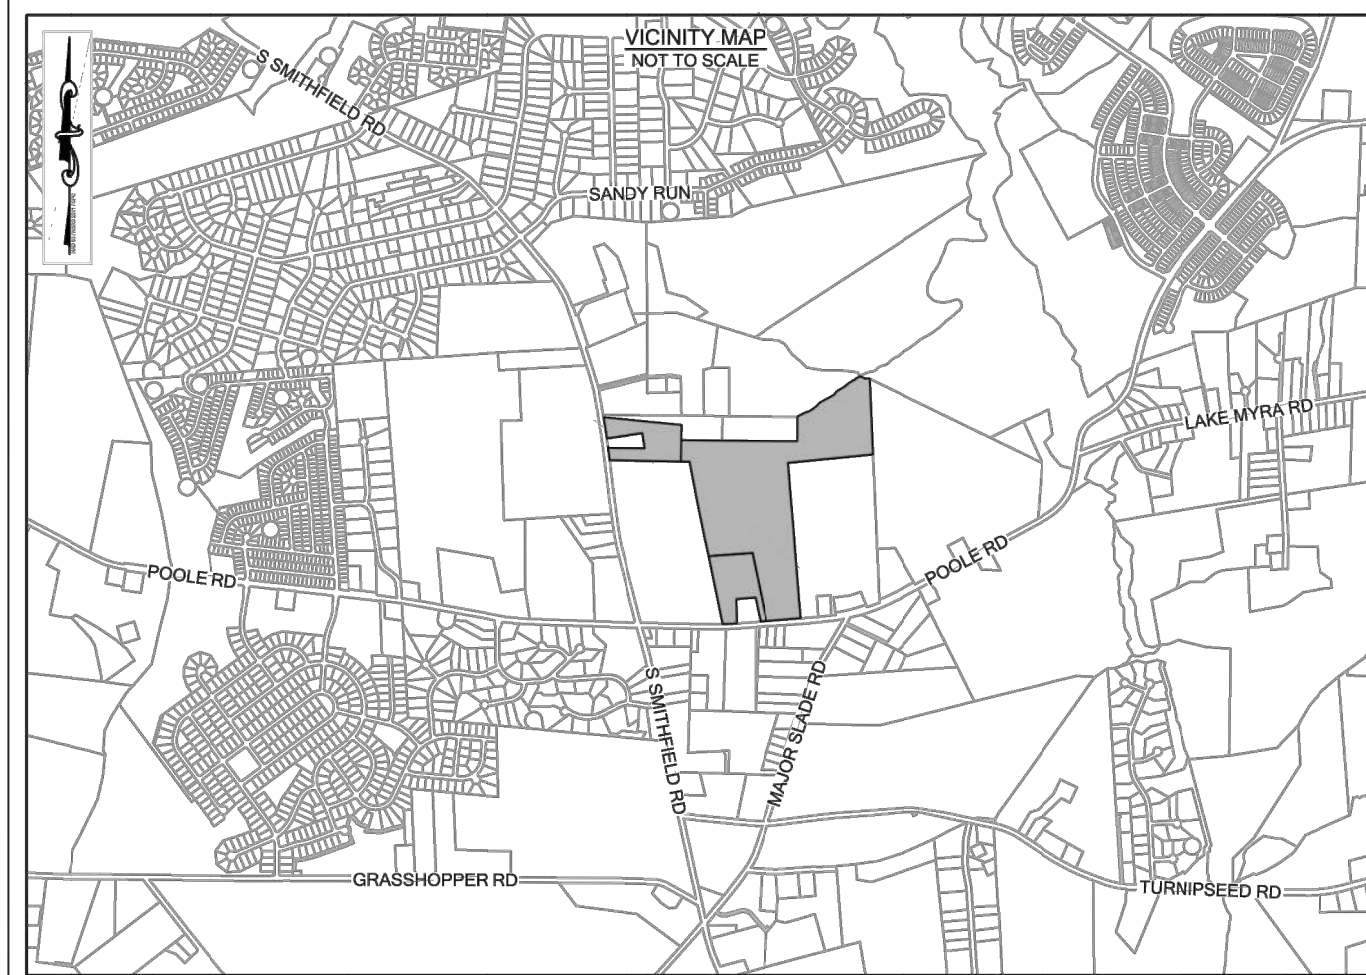 VICINITY MAP
NOT TO SCALE
S SMITHFIELD RD
SANDY RUN
LAKE MYRA RD
POOLE RD
POOLE RD
S SMITHFIELD RD
MAJOR SLADE RD
GRASSHOPPER RD
TURNIPSEED RD